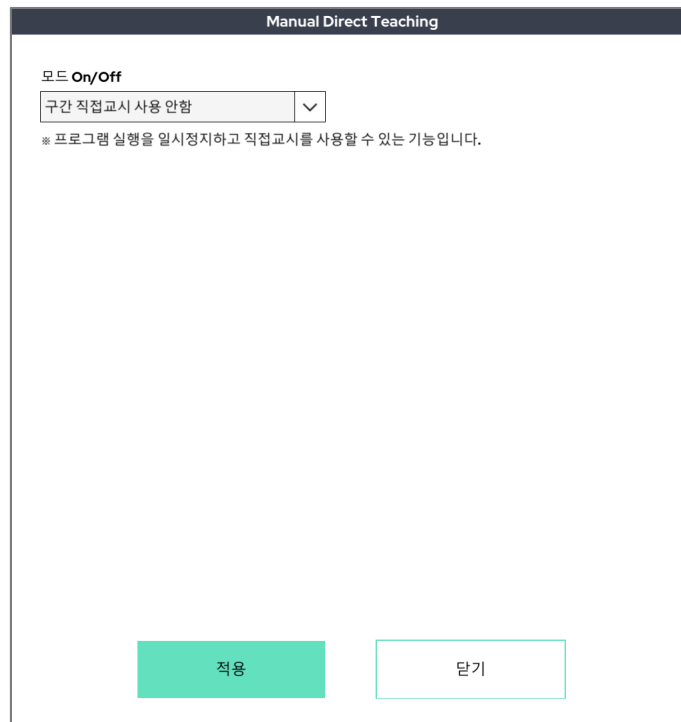 Manual Direct Teaching
모드 On/Off
구간 직접교시 사용 안함
※ 프로그램 실행을 일시정지하고 직접교시를 사용할 수 있는 기능입니다.
적용
닫기